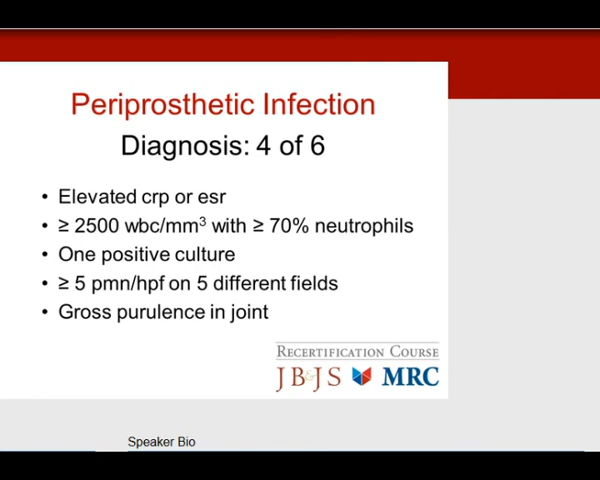 Periprosthetic Infection
Diagnosis: 4 of 6
• Elevated crp or esr
• ≥ 2500 wbc/mm³ with ≥ 70% neutrophils
• One positive culture
• ≥ 5 pmn/hpf on 5 different fields
• Gross purulence in joint
RECERTIFICATION COURSE
JB&JS MRC
Speaker Bio